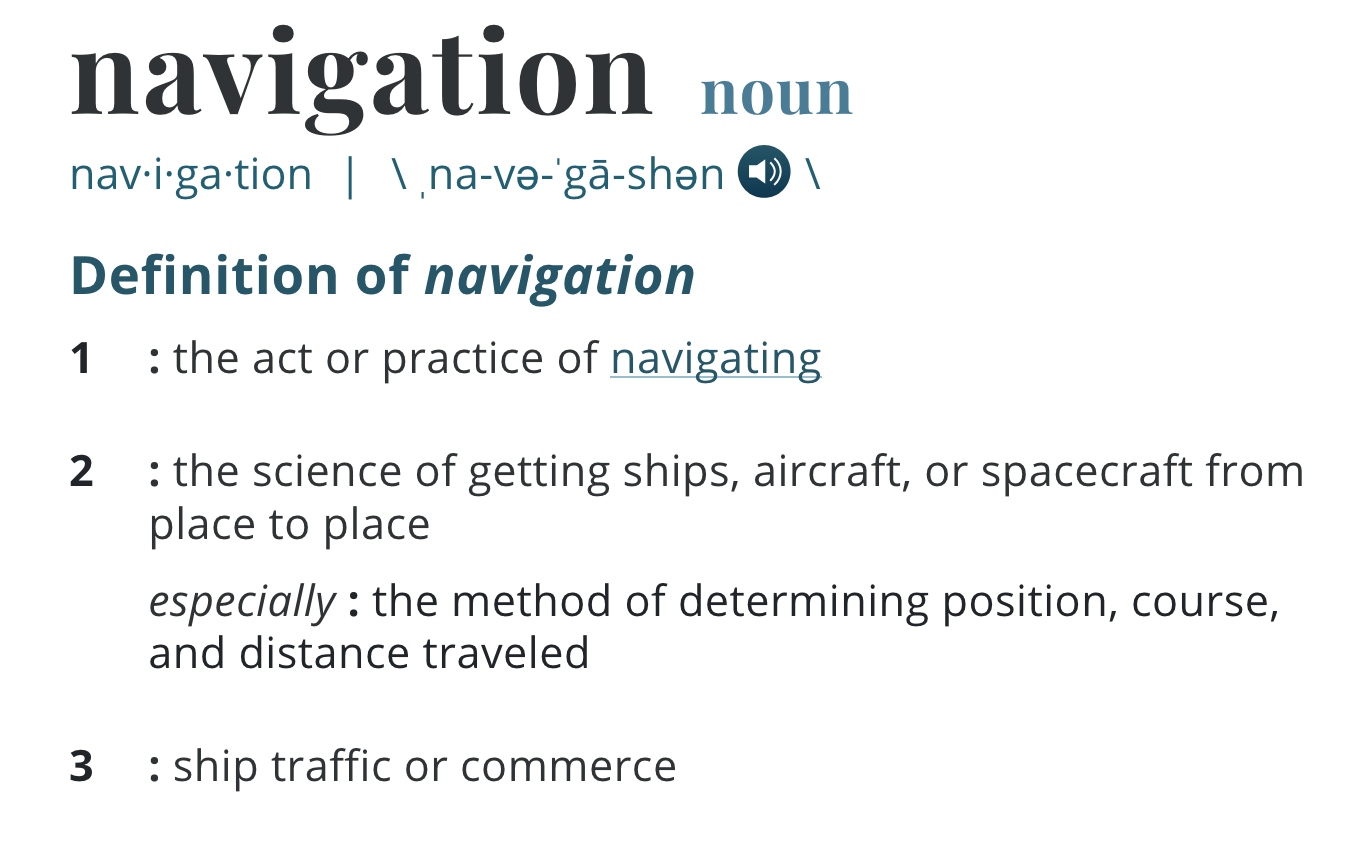 navigation noun
nav·i·ga·tion | \ ˌna-və-ˈgā-shən \
Definition of navigation
1 : the act or practice of navigating
2 : the science of getting ships, aircraft, or spacecraft from
place to place
especially : the method of determining position, course,
and distance traveled
3 : ship traffic or commerce